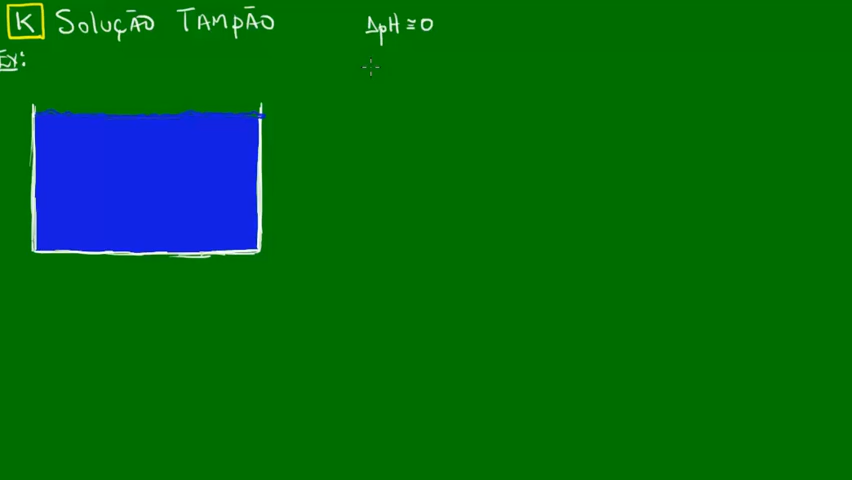 K Solução Tampão ΔpH ≅ 0
Ex: